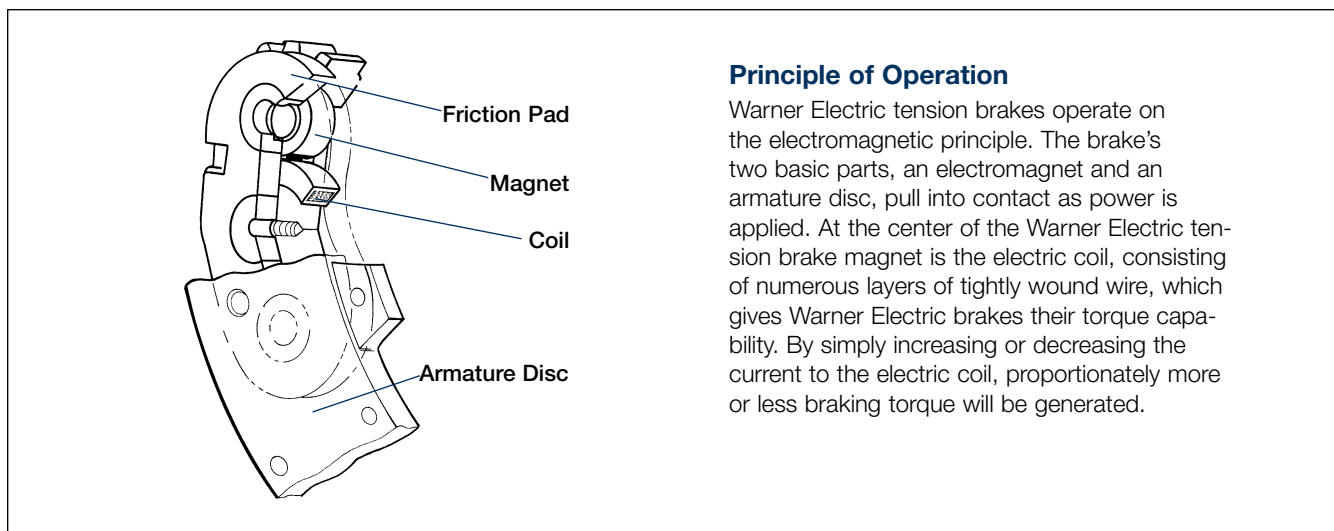 Friction Pad
Magnet
Coil
Armature Disc
Principle of Operation
Warner Electric tension brakes operate on
the electromagnetic principle. The brake's
two basic parts, an electromagnet and an
armature disc, pull into contact as power is
applied. At the center of the Warner Electric ten-
sion brake magnet is the electric coil, consisting
of numerous layers of tightly wound wire, which
gives Warner Electric brakes their torque capa-
bility. By simply increasing or decreasing the
current to the electric coil, proportionately more
or less braking torque will be generated.